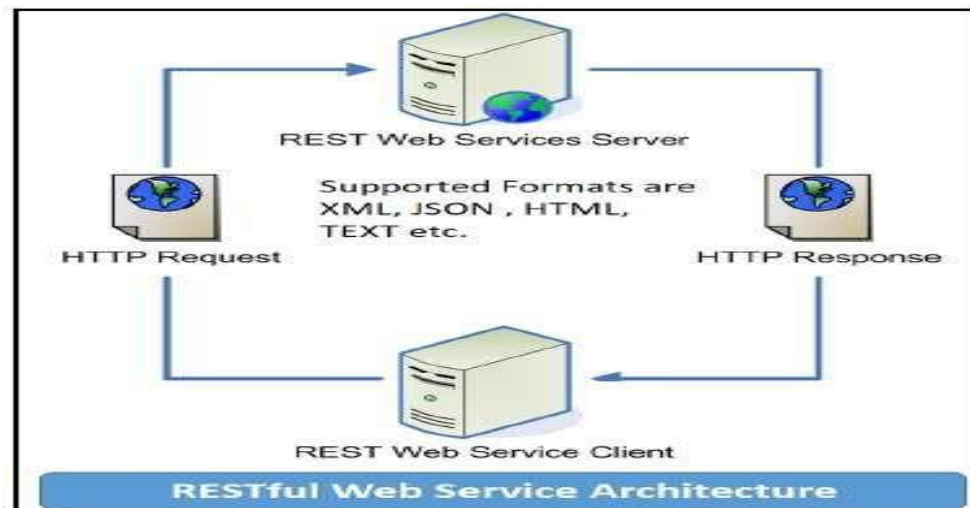 REST Web Services Server
Supported Formats are
XML, JSON , HTML,
TEXT etc.
HTTP Request
HTTP Response
REST Web Service Client
RESTful Web Service Architecture